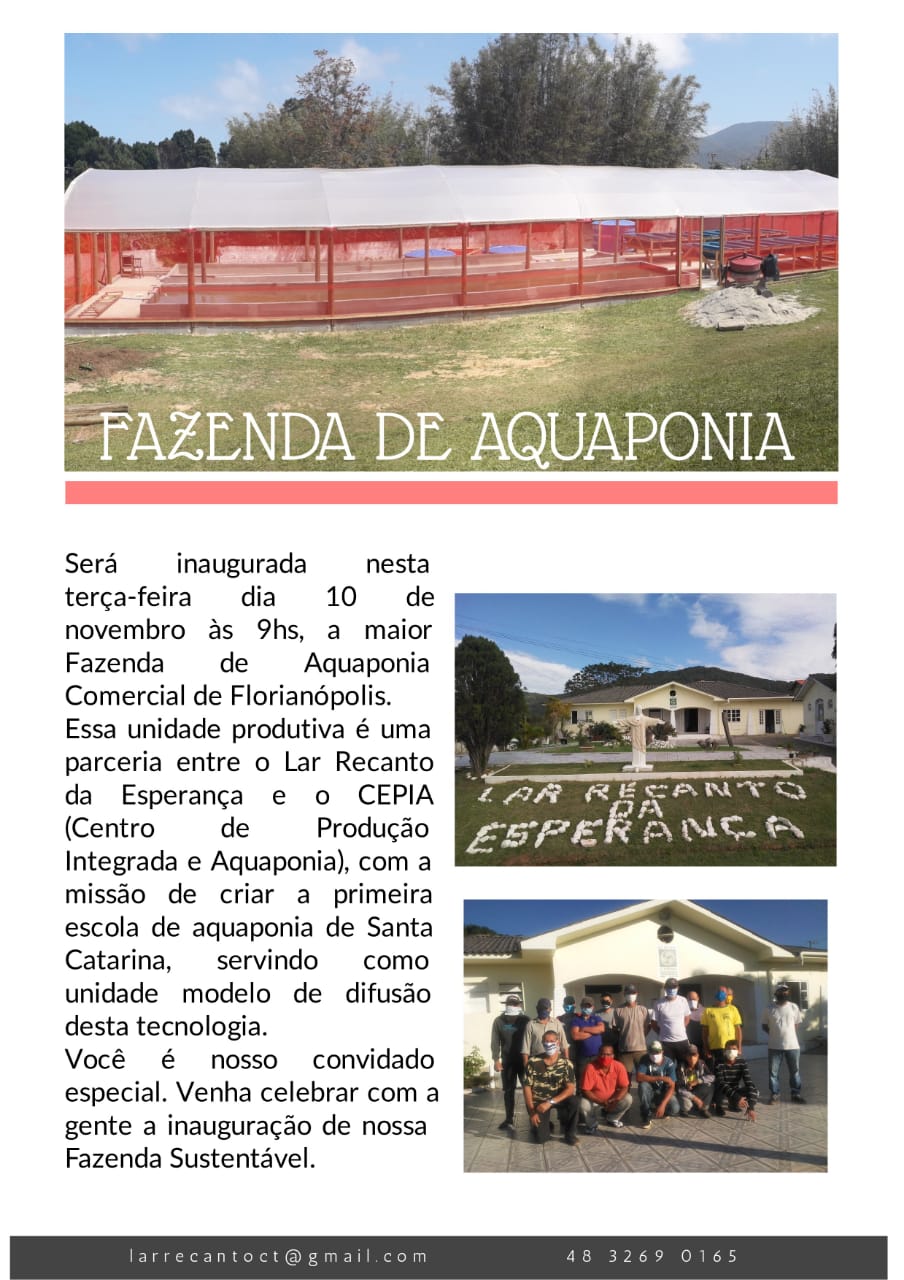 FAZENDA DE AQUAPONIA
Será inaugurada nesta
terça-feira dia 10 de
novembro às 9hs, a maior
Fazenda de Aquaponia
Comercial de Florianópolis.
Essa unidade produtiva é uma
parceria entre o Lar Recanto
da Esperança e o CEPIA
(Centro de Produção
Integrada e Aquaponia), com a
missão de criar a primeira
escola de aquaponia de Santa
Catarina, servindo como
unidade modelo de difusão
desta tecnologia.
Você é nosso convidado
especial. Venha celebrar com a
gente a inauguração de nossa
Fazenda Sustentável.
LAR RECANTO
DA
ESPERANÇA
larrecantoct@gmail.com
48 3269 0165